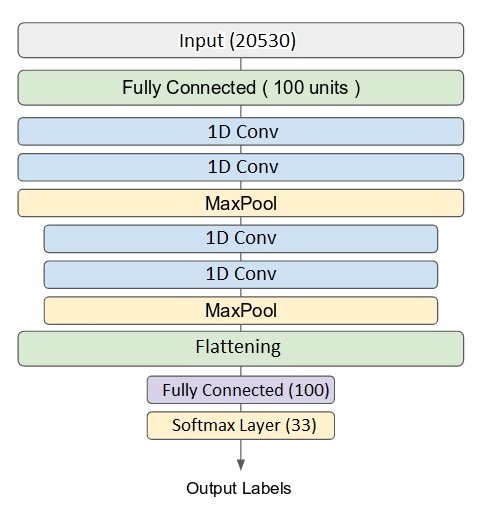 Input (20530)
Fully Connected ( 100 units )
1D Conv
1D Conv
MaxPool
1D Conv
1D Conv
MaxPool
Flattening
Fully Connected (100)
Softmax Layer (33)
Output Labels